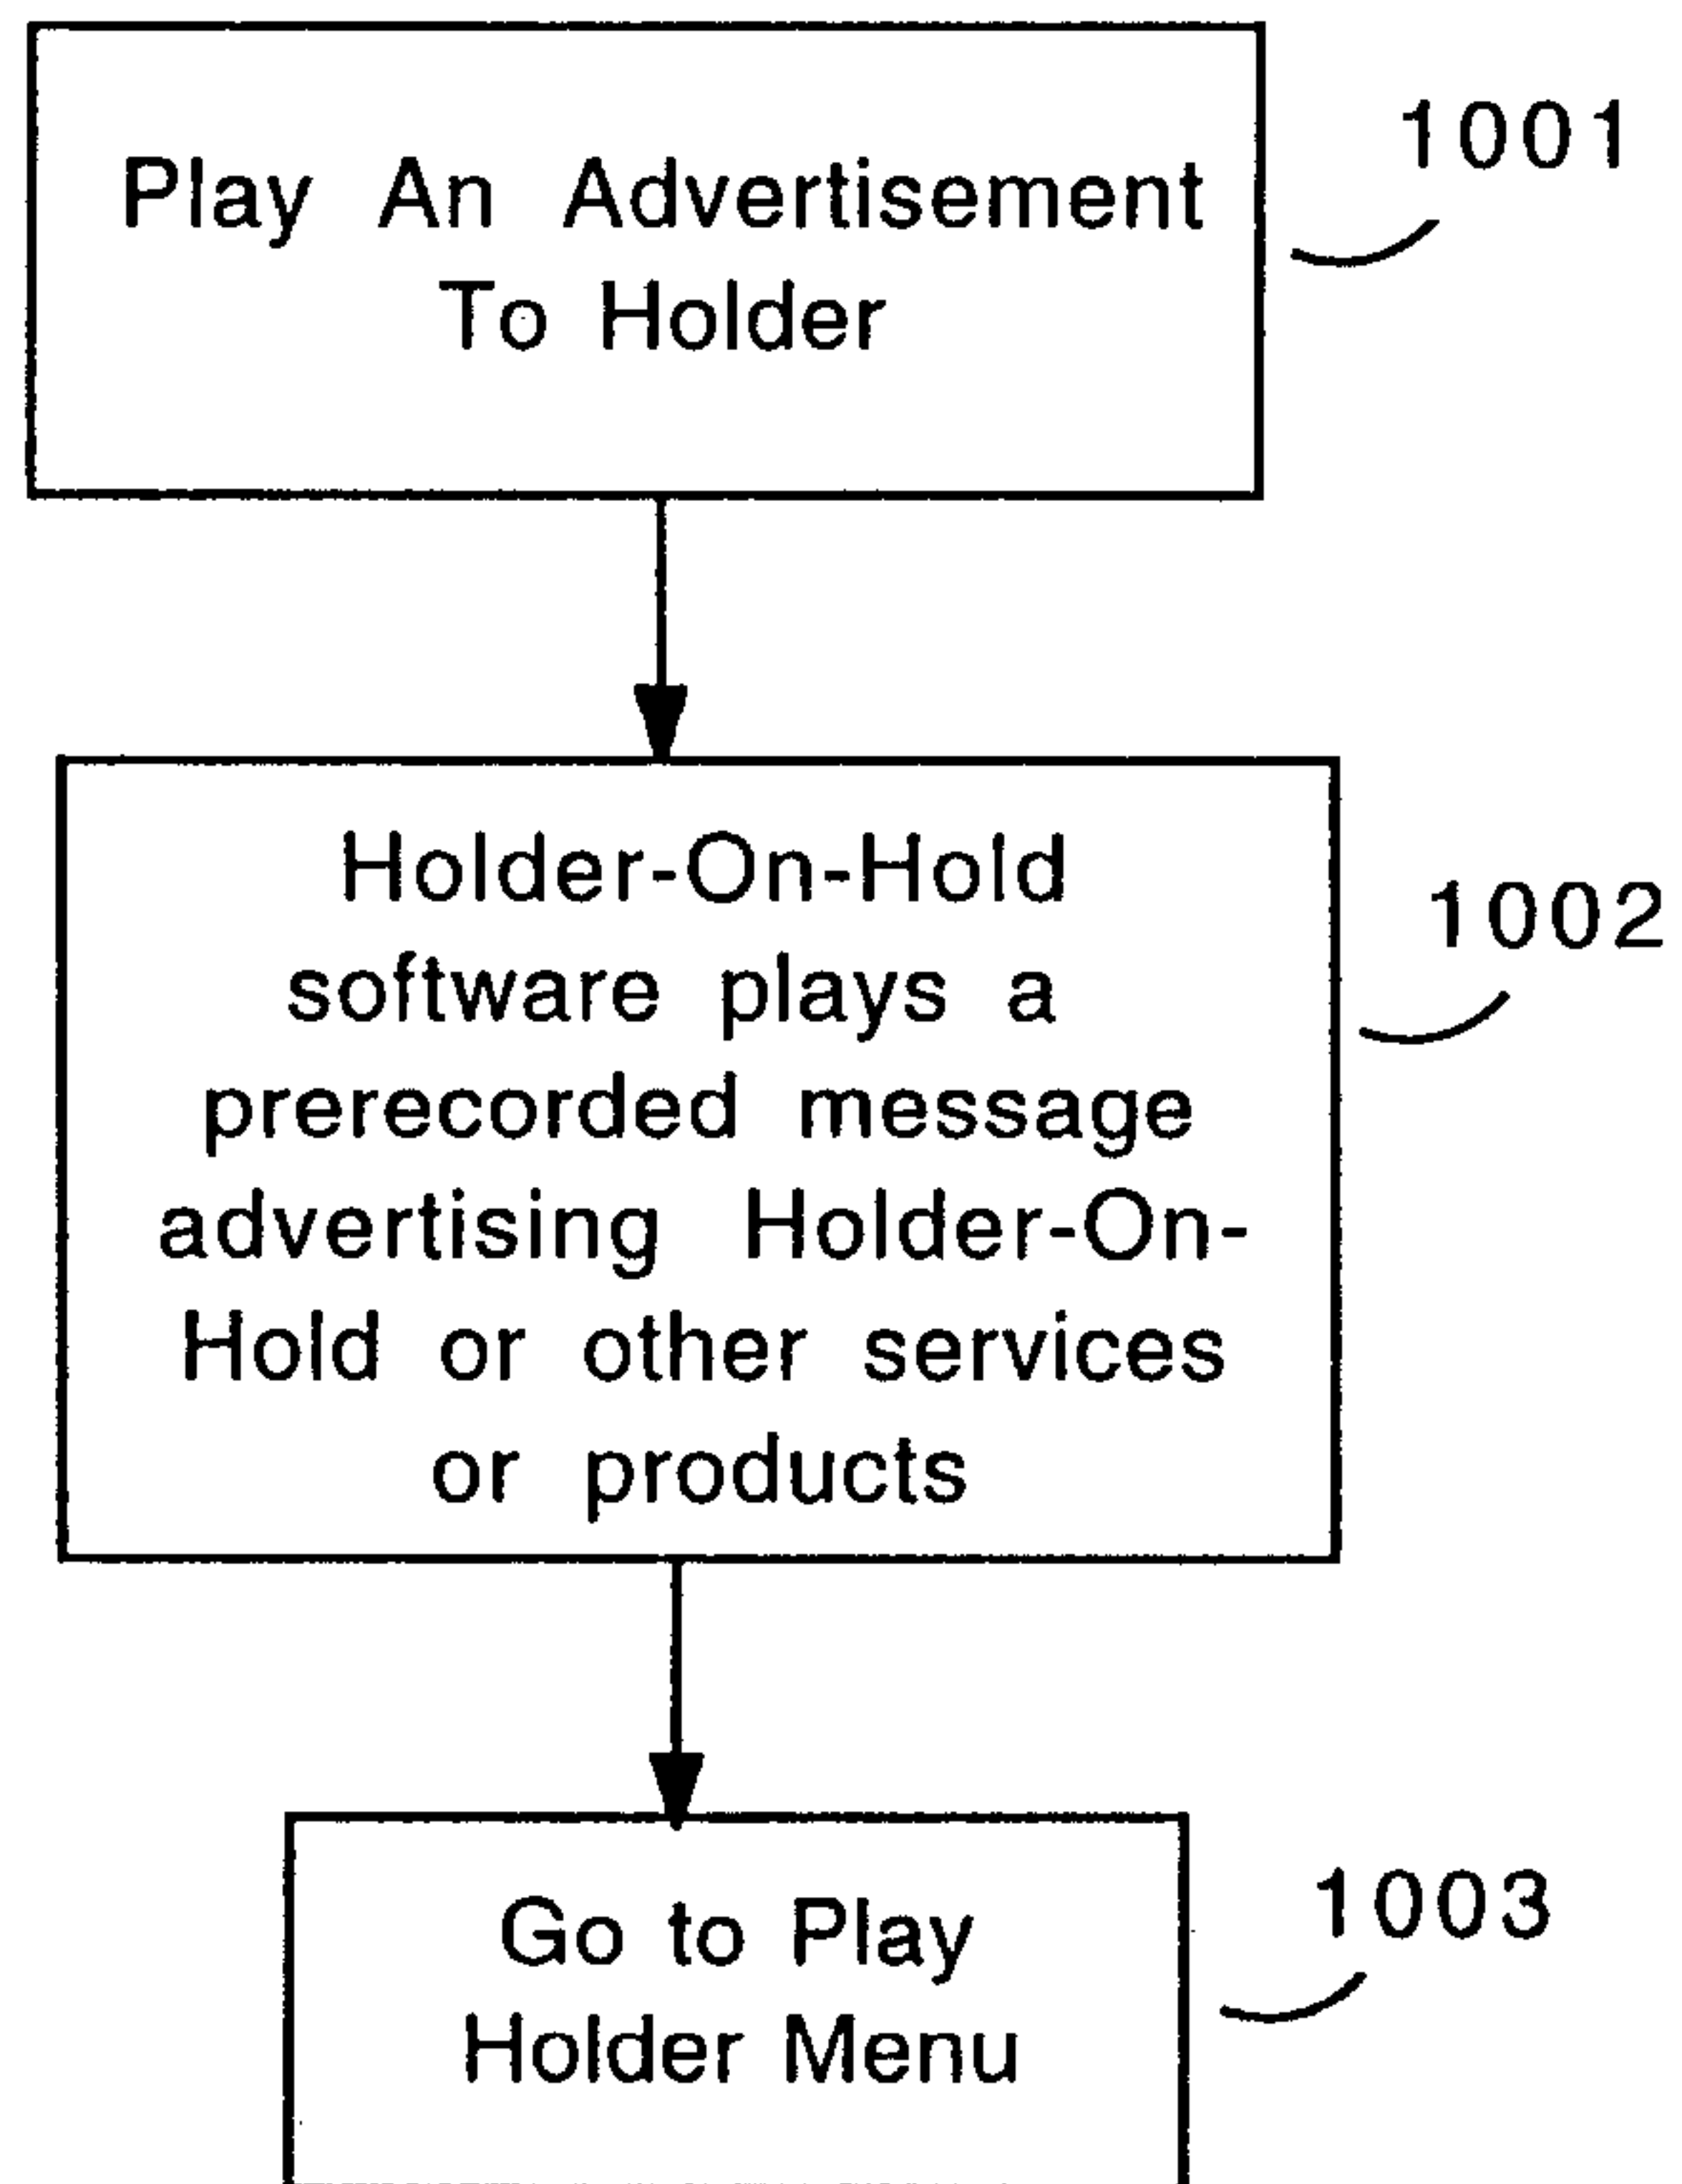 Play An Advertisement
To Holder
1001
Holder-On-Hold
software plays a
prerecorded message
advertising Holder-On-
Hold or other services
or products
1002
Go to Play
Holder Menu
1003